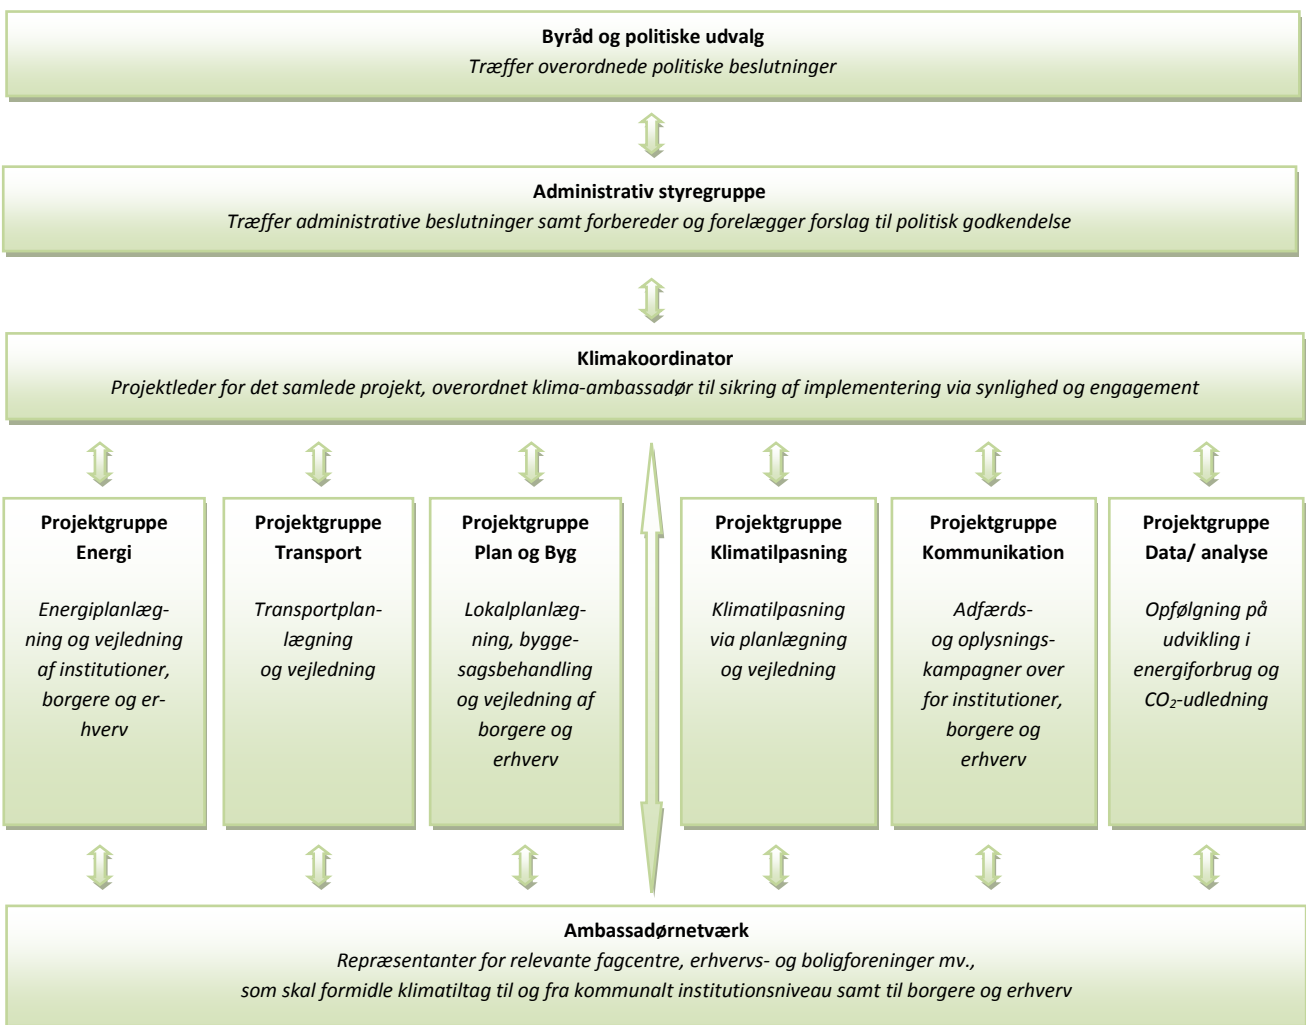 Byråd og politiske udvalg
Træffer overordnede politiske beslutninger
Administrativ styregruppe
Træffer administrative beslutninger samt forbereder og forelægger forslag til politisk godkendelse
Klimakoordinator
Projektleder for det samlede projekt, overordnet klima-ambassadør til sikring af implementering via synlighed og engagement
Projektgruppe
Energi
Energiplanlæg-
ning og vejledning
af institutioner,
borgere og er-
hverv
Projektgruppe
Transport
Transportplan-
lægning
og vejledning
Projektgruppe
Plan og Byg
Lokalplanlæg-
ning, bygge-
sagsbehandling
og vejledning af
borgere og
erhverv
Projektgruppe
Klimatilpasning
Klimatilpasning
via planlægning
og vejledning
Projektgruppe
Kommunikation
Adfærds-
og oplysnings-
kampagner over
for institutioner,
borgere og
erhverv
Projektgruppe
Data/ analyse
Opfølgning på
udvikling i
energiforbrug og
CO₂-udledning
Ambassadørnetværk
Repræsentanter for relevante fagcentre, erhvervs- og boligforeninger mv.,
som skal formidle klimatiltag til og fra kommunalt institutionsniveau samt til borgere og erhverv